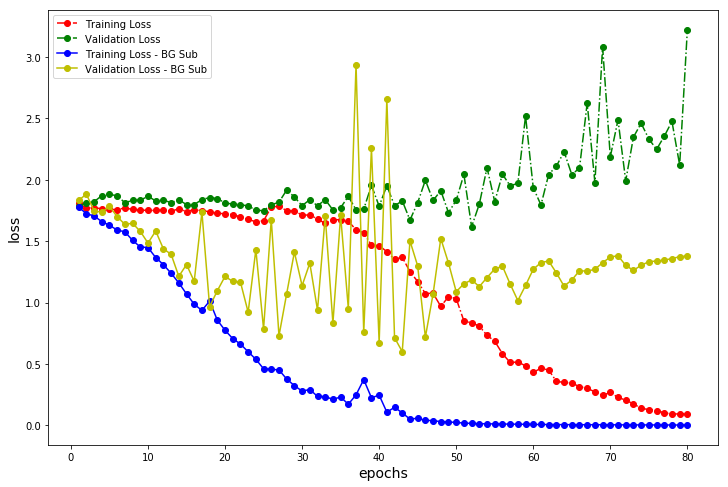 Training Loss
Validation Loss
Training Loss - BG Sub
Validation Loss - BG Sub
3.0
2.5
2.0
1.5
1.0
0.5
0.0
loss
0 10 20 30 40 50 60 70 80
epochs